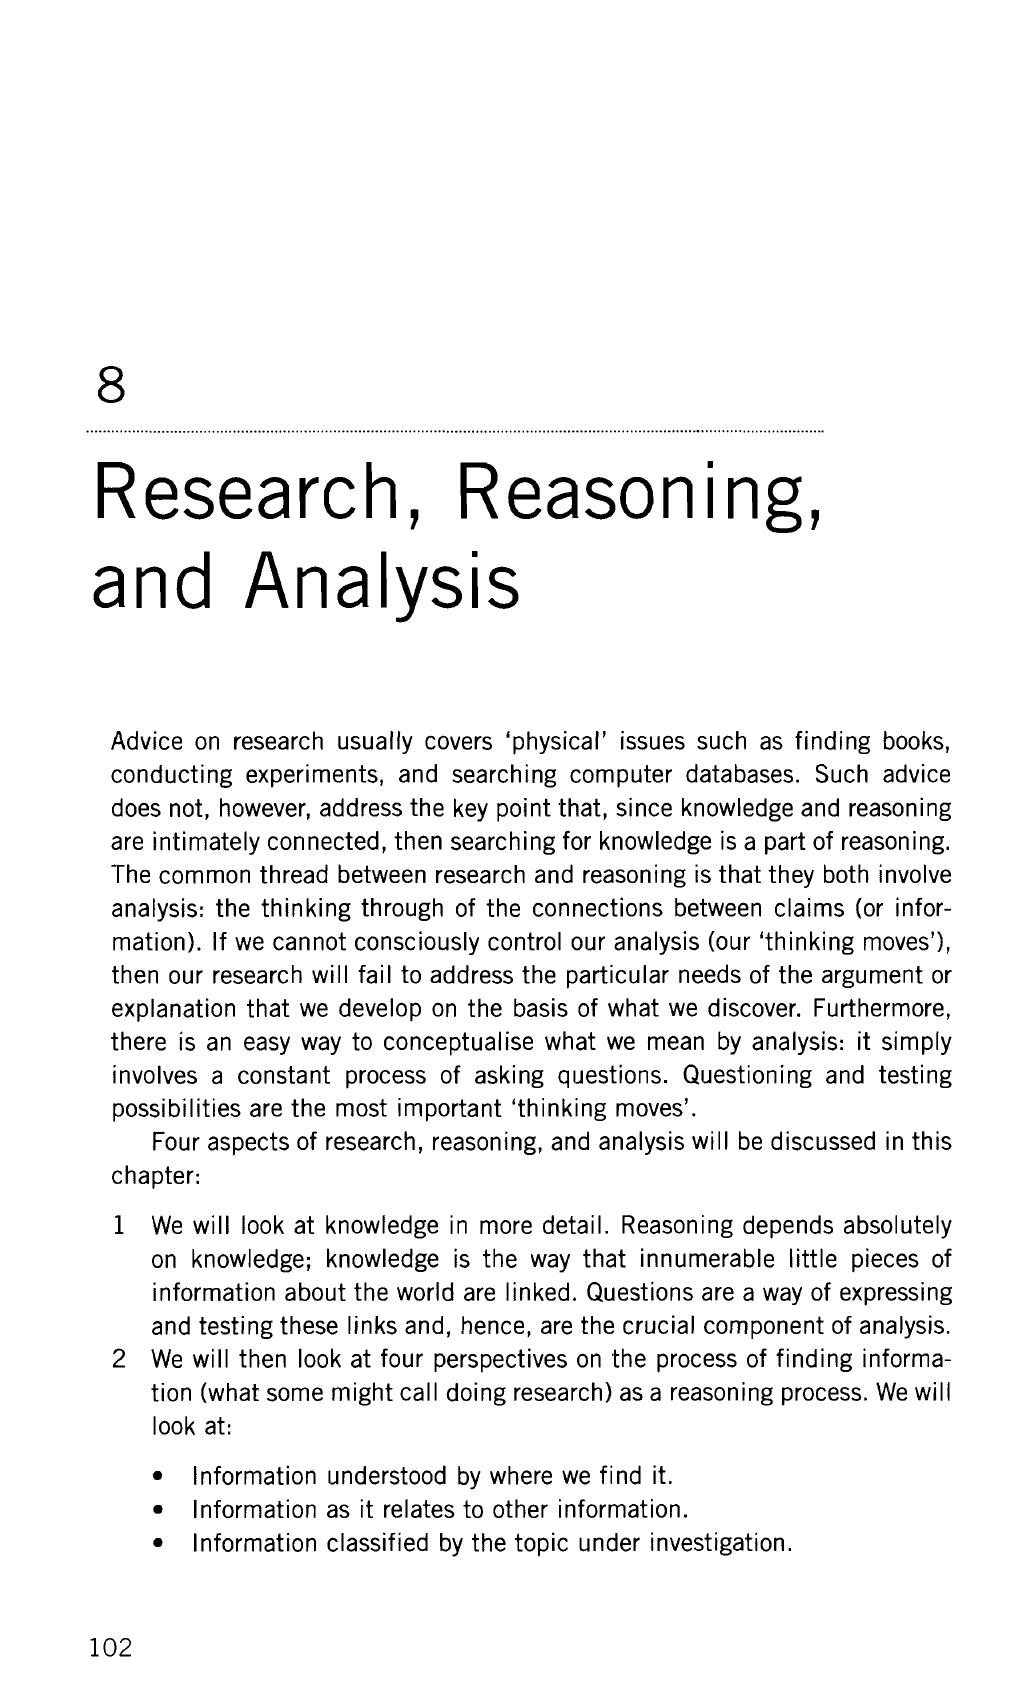 8
Research, Reasoning,
and Analysis
Advice on research usually covers ‘physical’ issues such as finding books,
conducting experiments, and searching computer databases. Such advice
does not, however, address the key point that, since knowledge and reasoning
are intimately connected, then searching for knowledge is a part of reasoning.
The common thread between research and reasoning is that they both involve
analysis: the thinking through of the connections between claims (or infor-
mation). If we cannot consciously control our analysis (our ‘thinking moves’),
then our research will fail to address the particular needs of the argument or
explanation that we develop on the basis of what we discover. Furthermore,
there is an easy way to conceptualise what we mean by analysis: it simply
involves a constant process of asking questions. Questioning and testing
possibilities are the most important ‘thinking moves’.
Four aspects of research, reasoning, and analysis will be discussed in this
chapter:
1 We will look at knowledge in more detail. Reasoning depends absolutely
on knowledge; knowledge is the way that innumerable little pieces of
information about the world are linked. Questions are a way of expressing
and testing these links and, hence, are the crucial component of analysis.
2 We will then look at four perspectives on the process of finding informa-
tion (what some might call doing research) as a reasoning process. We will
look at:
• Information understood by where we find it.
• Information as it relates to other information.
• Information classified by the topic under investigation.
102